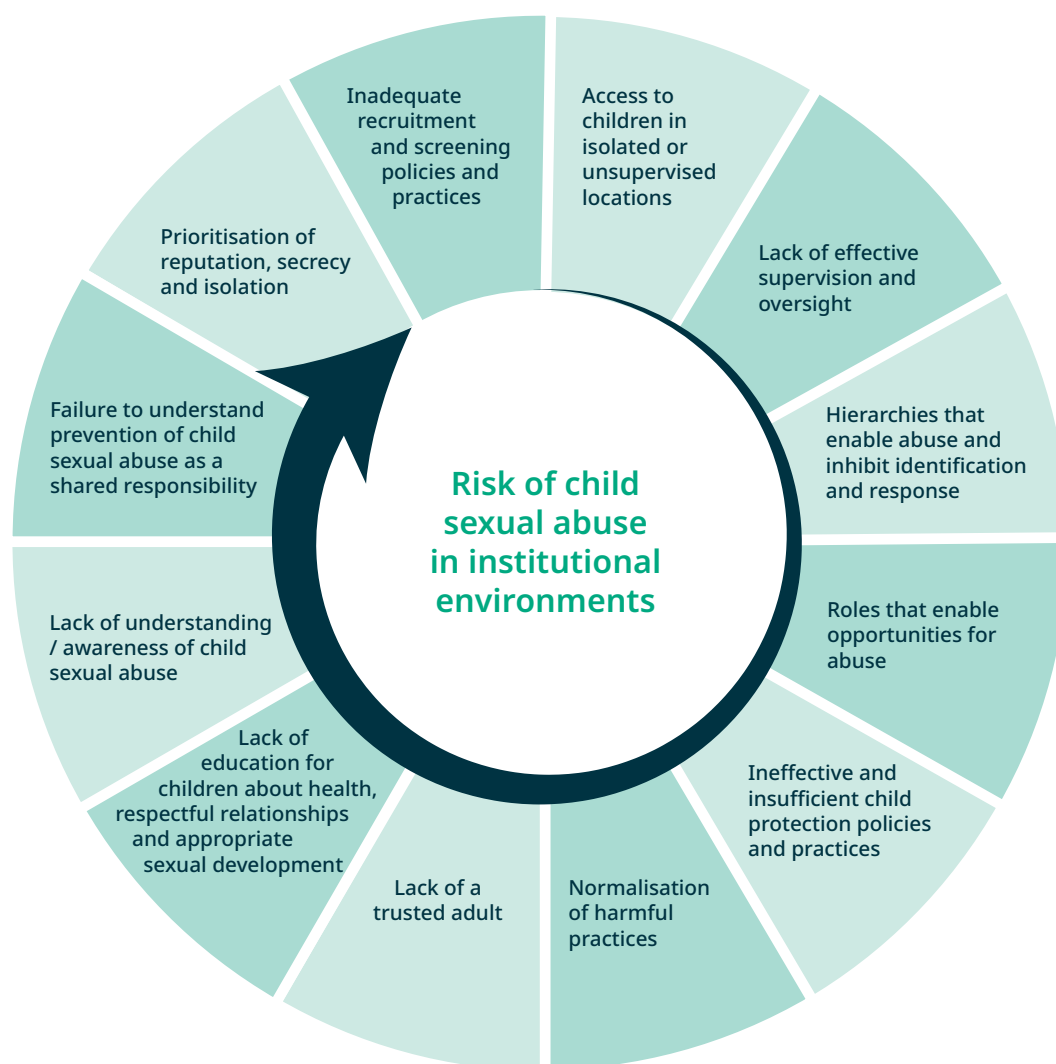 Inadequate
recruitment
and screening
policies and
practices
Access to
children in
isolated or
unsupervised
locations
Lack of effective
supervision and
oversight
Hierarchies that
enable abuse and
inhibit identification
and response
Roles that enable
opportunities for
abuse
Ineffective and
insufficient child
protection policies
and practices
Normalisation
of harmful
practices
Lack of a
trusted adult
Lack of
education for
children about health,
respectful relationships
and appropriate
sexual development
Lack of understanding
/ awareness of child
sexual abuse
Failure to understand
prevention of child
sexual abuse as a
shared responsibility
Prioritisation of
reputation, secrecy
and isolation
Risk of child
sexual abuse
in institutional
environments